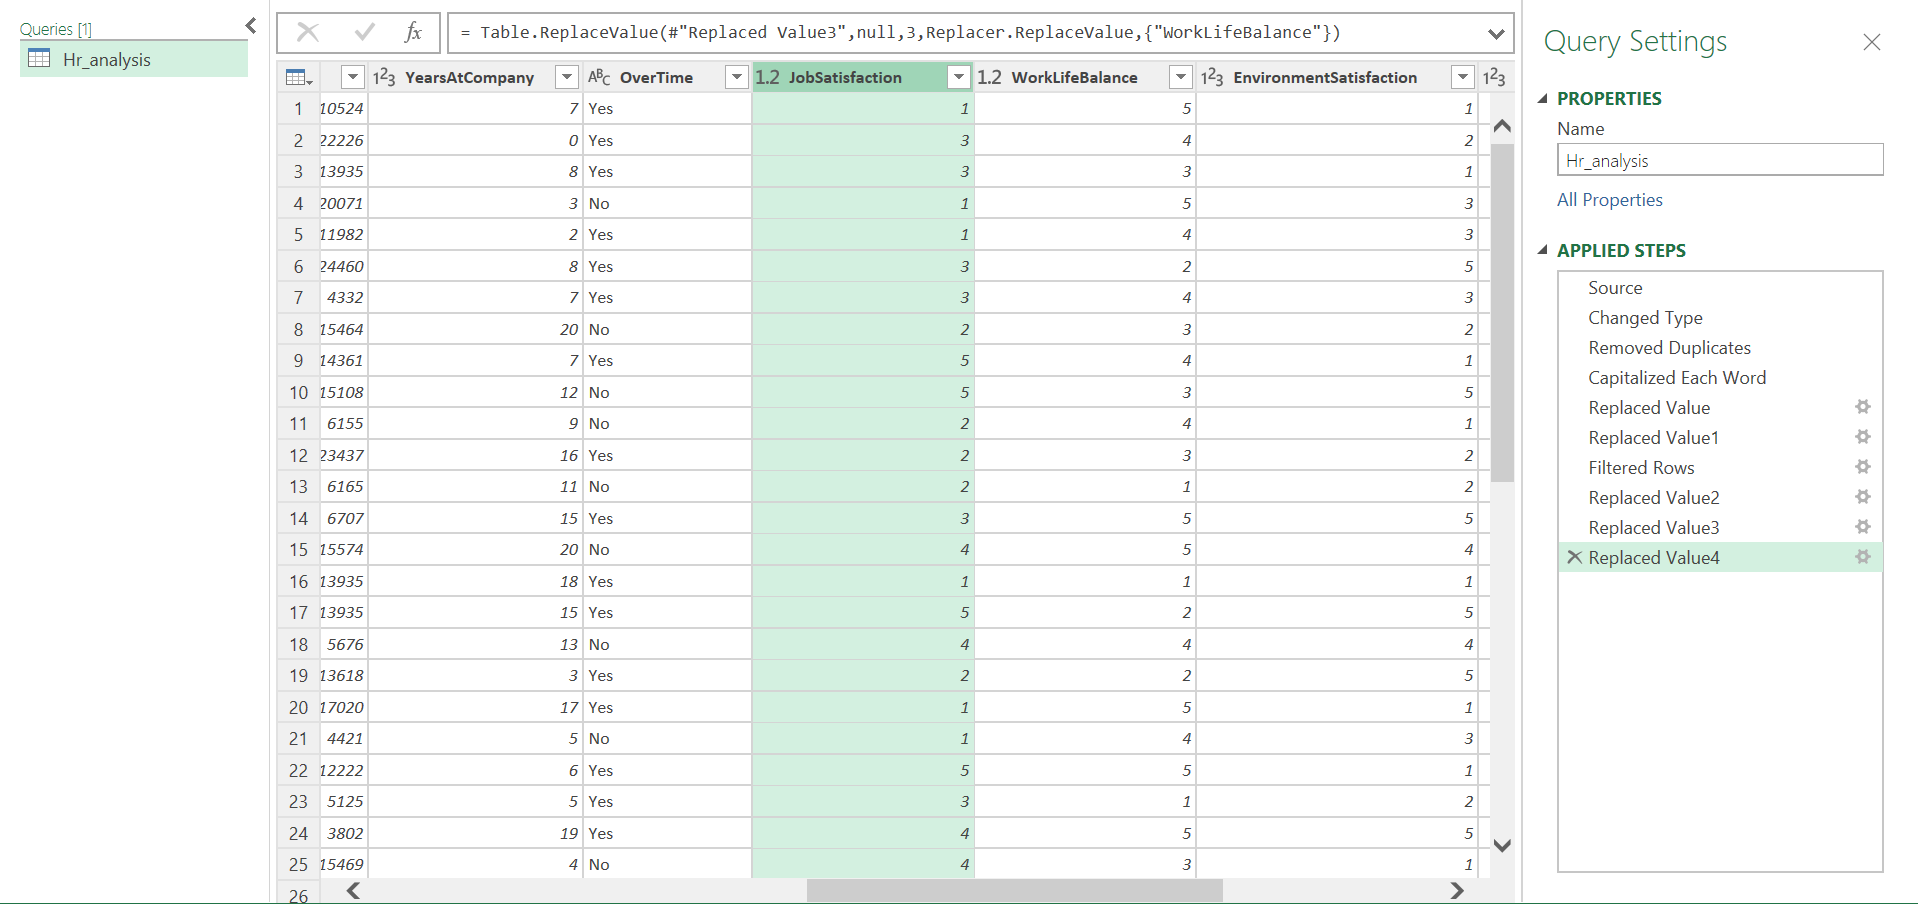 Queries [1]
Hr_analysis
fx
= Table.ReplaceValue(#"Replaced Value3",null,3,Replacer.ReplaceValue,{"WorkLifeBalance"})
123 YearsAtCompany ABC OverTime 1.2 JobSatisfaction 1.2 WorkLifeBalance 123 EnvironmentSatisfaction 123
1 10524 7 Yes 1 5 1
2 22226 0 Yes 3 4 2
3 13935 8 Yes 3 3 1
4 20071 3 No 1 5 3
5 11982 2 Yes 1 4 3
6 24460 8 Yes 3 2 5
7 4332 7 Yes 3 4 3
8 15464 20 No 2 3 2
9 14361 7 Yes 5 4 1
10 15108 12 No 5 3 5
11 6155 9 No 2 4 1
12 23437 16 Yes 2 3 2
13 6165 11 No 2 1 2
14 6707 15 Yes 3 5 5
15 15574 20 No 4 5 4
16 13935 18 Yes 1 1 1
17 13935 15 Yes 5 2 5
18 5676 13 No 4 4 4
19 13618 3 Yes 2 2 5
20 17020 17 Yes 1 5 1
21 4421 5 No 1 4 3
22 12222 6 Yes 5 5 1
23 5125 5 Yes 3 1 2
24 3802 19 Yes 4 5 5
25 15469 4 No 4 3 1
26
Query Settings
PROPERTIES
Name
Hr_analysis
All Properties
APPLIED STEPS
Source
Changed Type
Removed Duplicates
Capitalized Each Word
Replaced Value
Replaced Value1
Filtered Rows
Replaced Value2
Replaced Value3
Replaced Value4